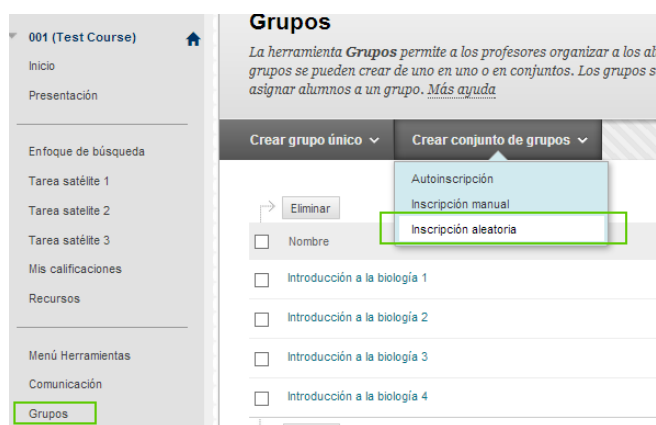 001 (Test Course)
Inicio
Presentación
Enfoque de búsqueda
Tarea satélite 1
Tarea satelite 2
Tarea satélite 3
Mis calificaciones
Recursos
Menú Herramientas
Comunicación
Grupos
Grupos
La herramienta Grupos permite a los profesores organizar a los
grupos se pueden crear de uno en uno o en conjuntos. Los grupos
asignar alumnos a un grupo. Más ayuda
Crear grupo único
Crear conjunto de grupos
Autoinscripción
Inscripción manual
Inscripción aleatoria
Eliminar
Nombre
Introducción a la biología 1
Introducción a la biología 2
Introducción a la biología 3
Introducción a la biología 4